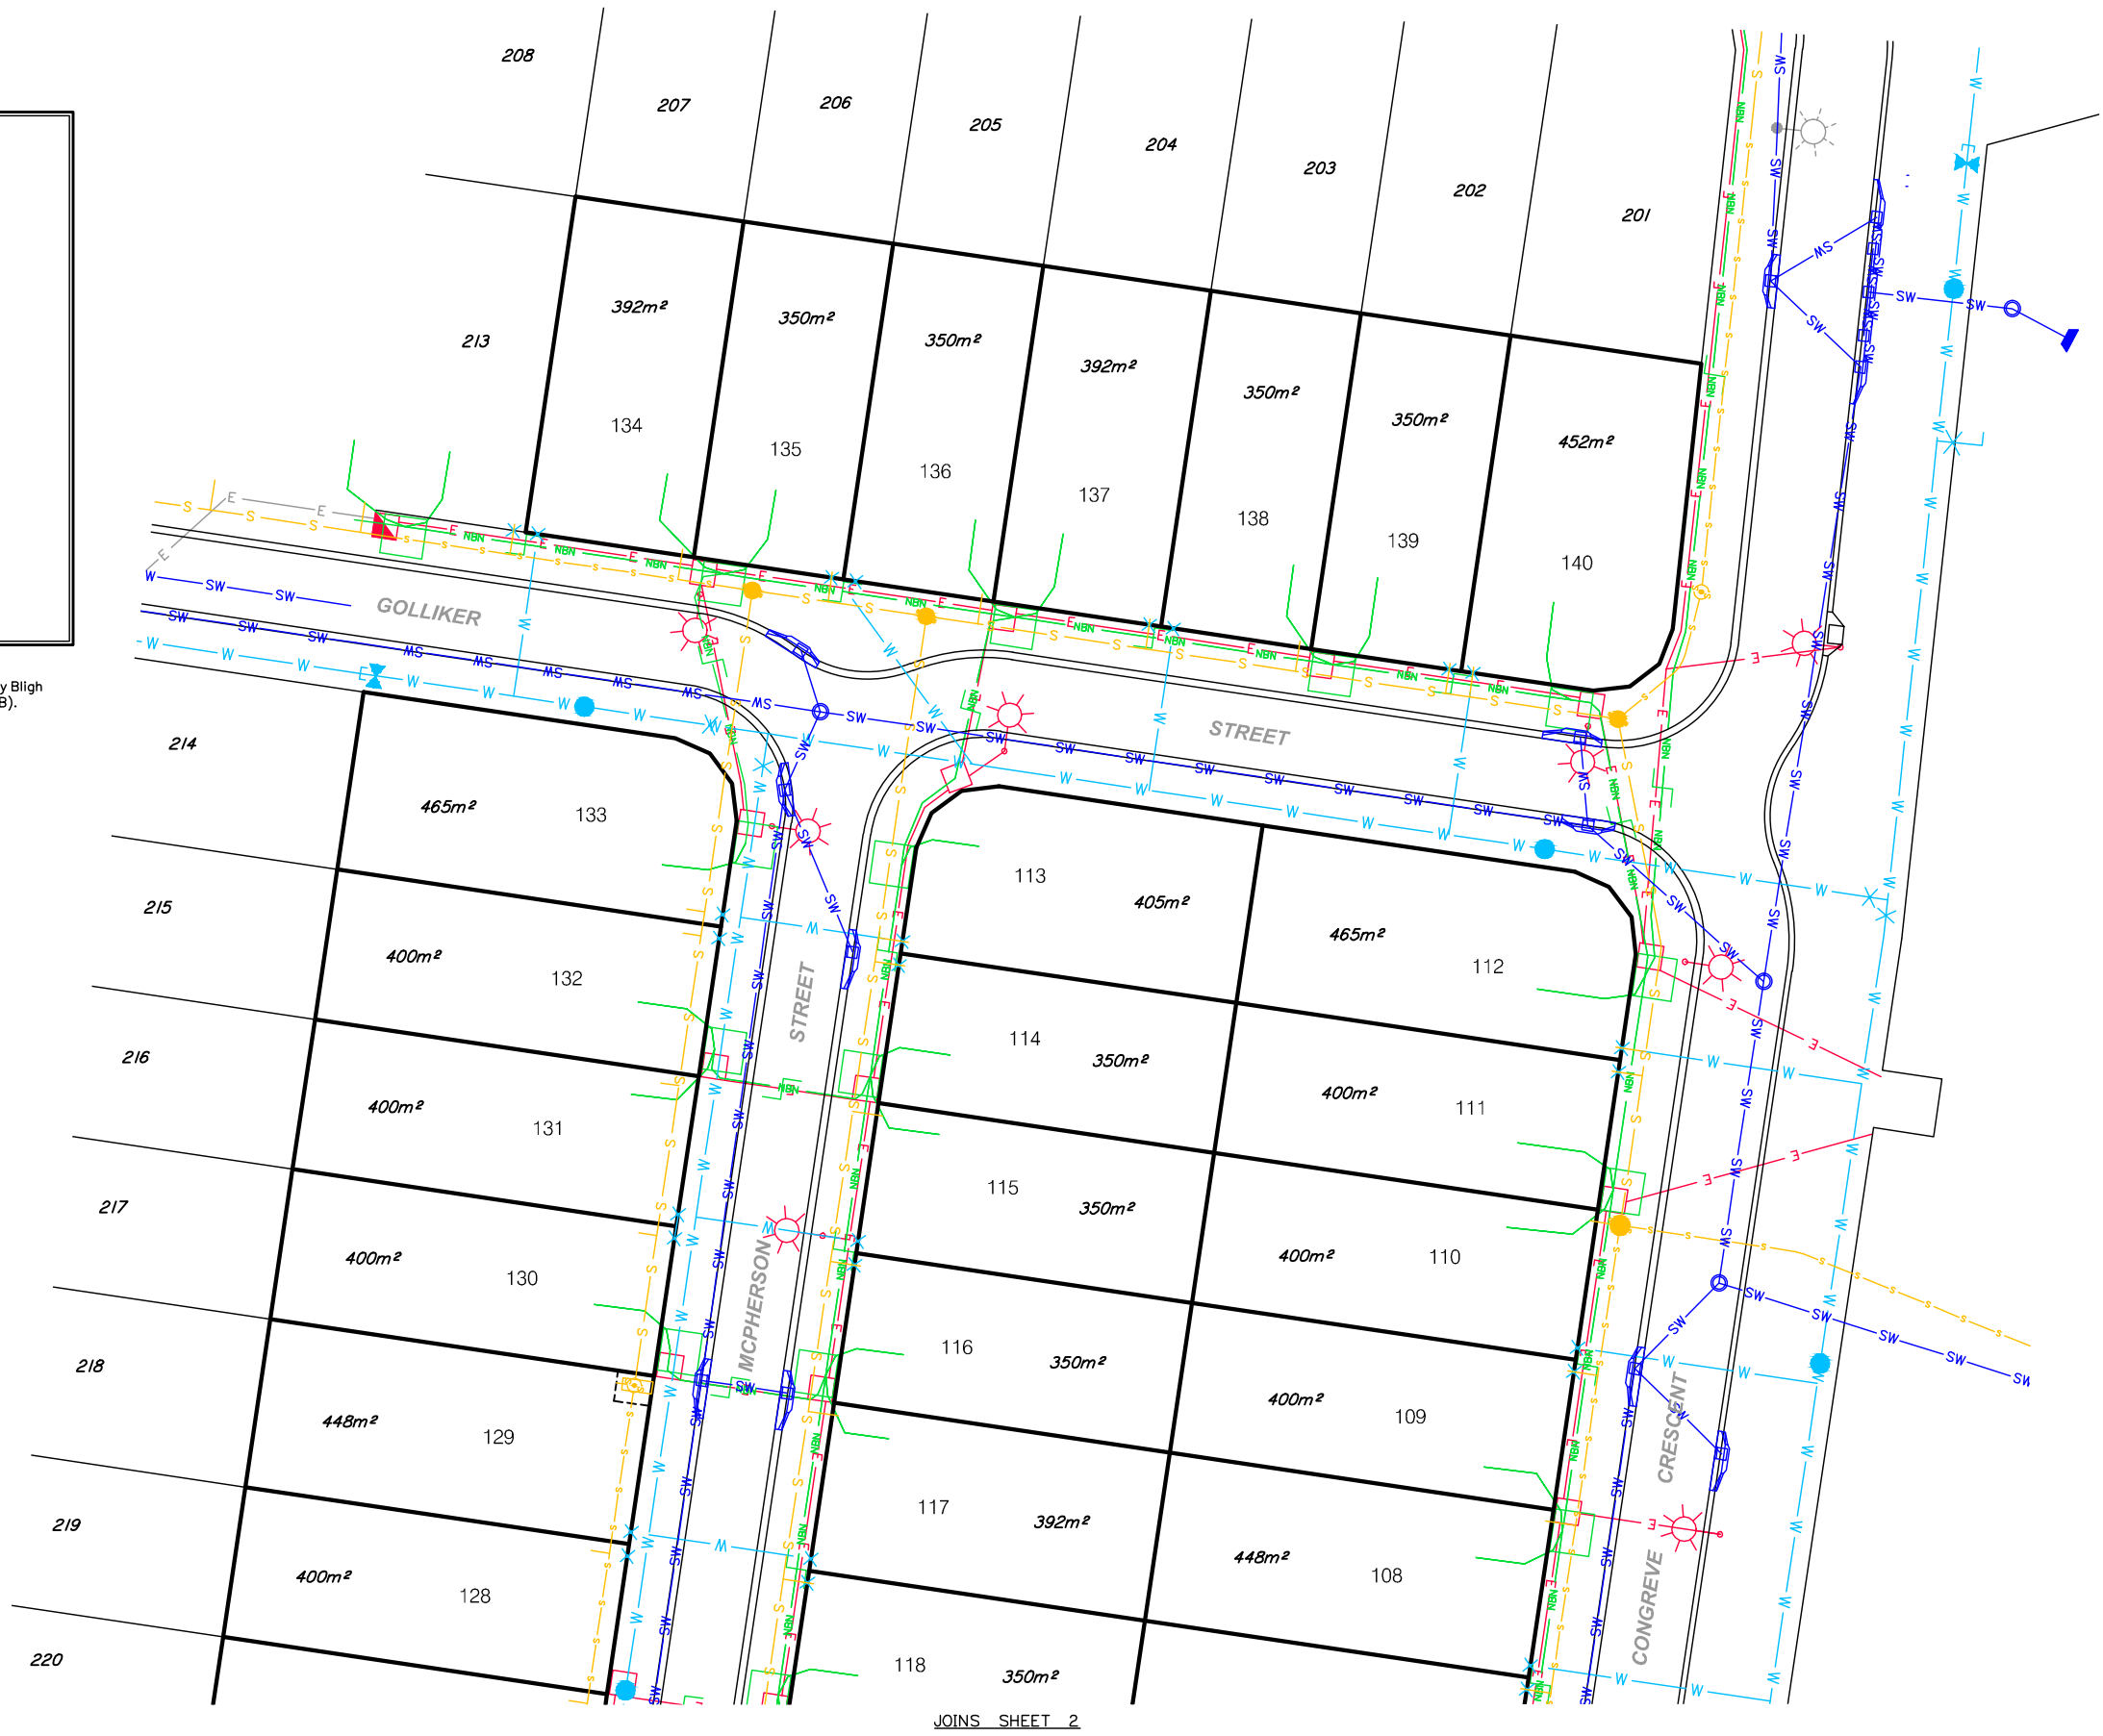 208
207
206
205
204
203
202
201
213
392m²
350m²
350m²
392m²
350m²
350m²
452m²
134
135
136
137
138
139
140
y Bligh
B).
GOLLIKER
STREET
214
465m²
133
113
405m²
465m²
112
215
400m²
132
STREET
114
350m²
400m²
111
216
400m²
131
115
350m²
400m²
110
217
400m²
130
MCPHERSON
116
350m²
400m²
109
CRESCENT
218
448m²
129
117
392m²
448m²
108
CONGREVE
219
400m²
128
118
350m²
220
JOINS SHEET 2